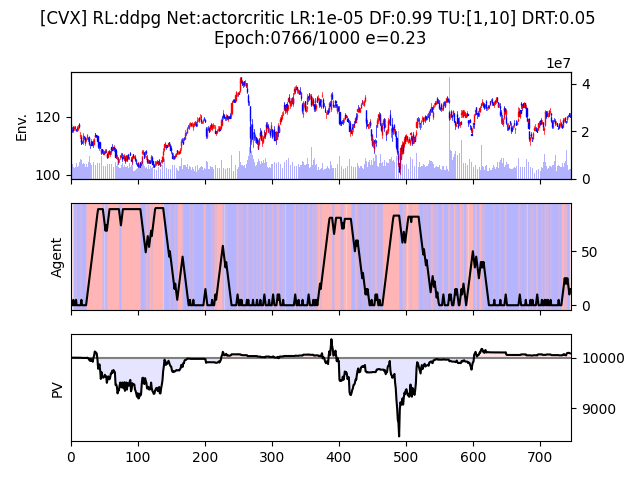 [CVX] RL:ddpg Net:actorcritic LR:1e-05 DF:0.99 TU:[1,10] DRT:0.05
Epoch:0766/1000 e=0.23
1e7
Env.
120
100
4
2
0
Agent
50
0
PV
10000
9000
0
100
200
300
400
500
600
700